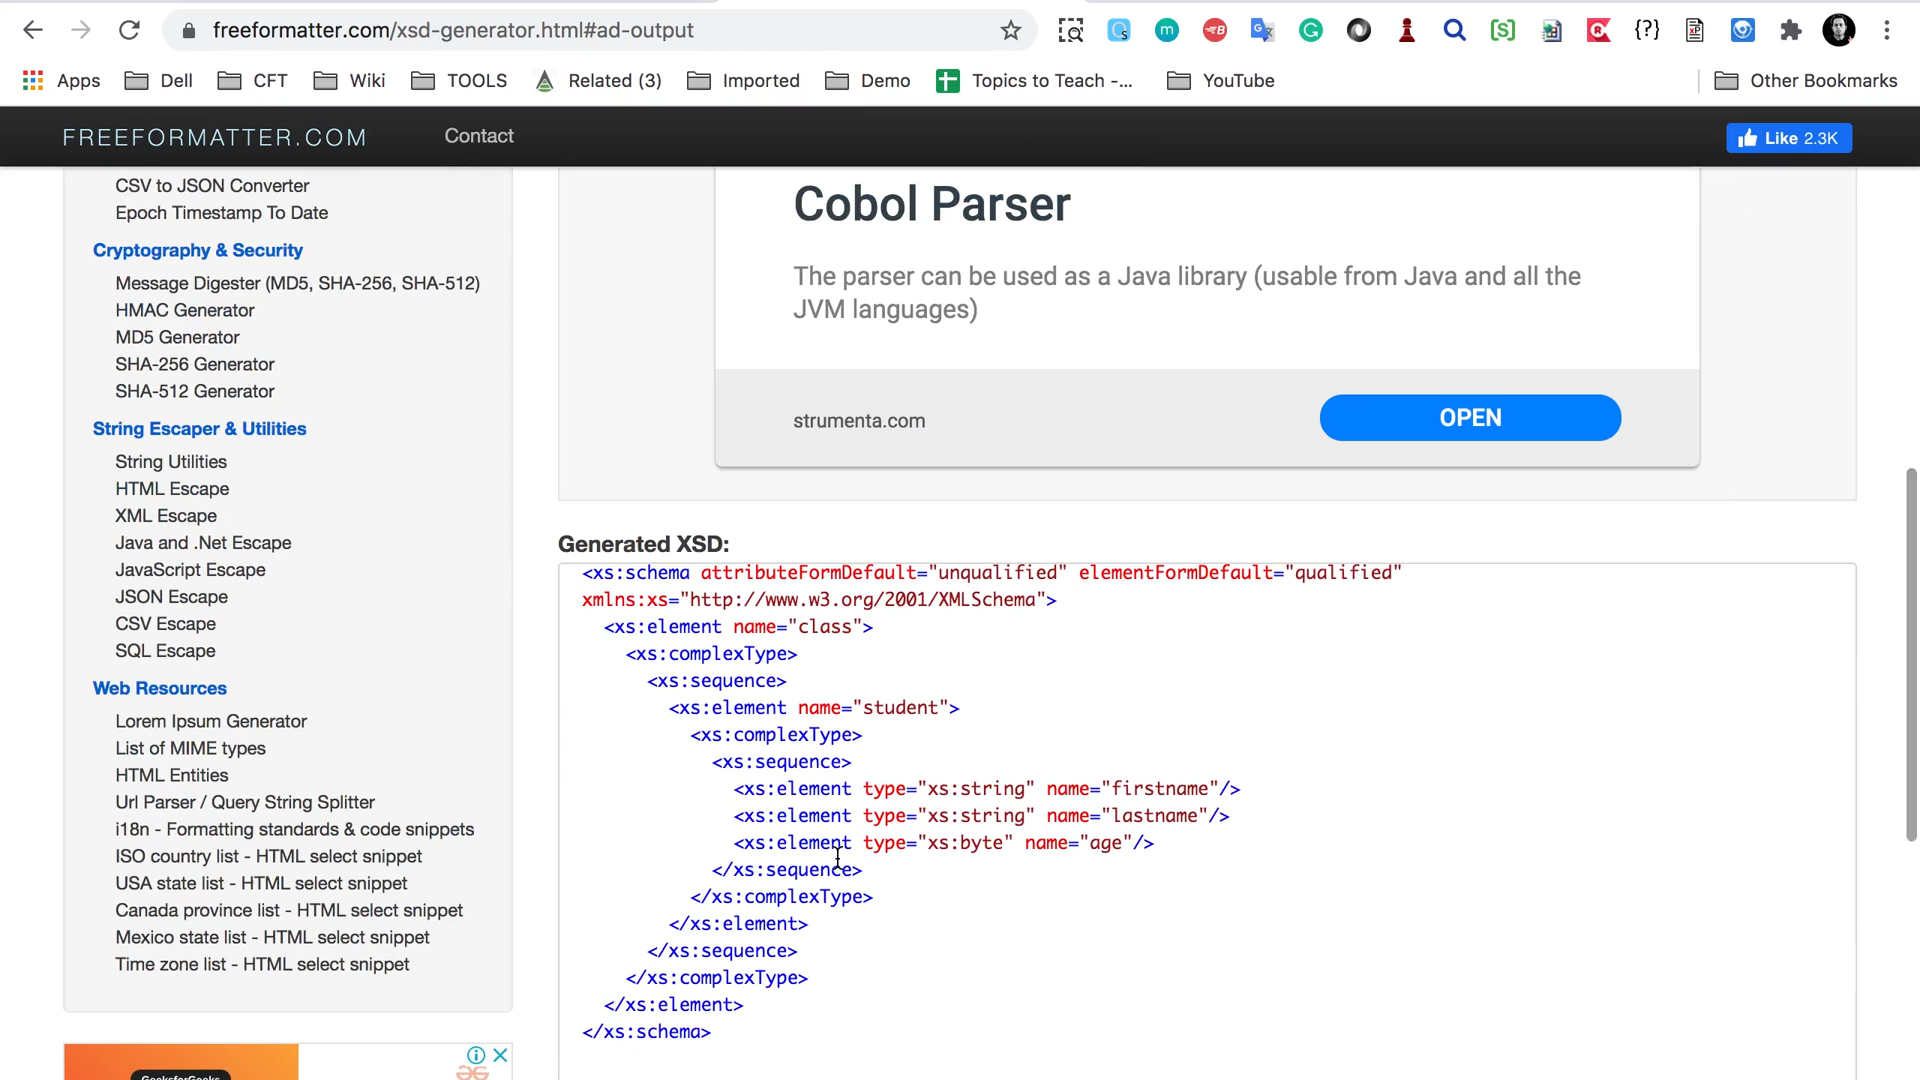 freeformatter.com/xsd-generator.html#ad-output
Apps
Dell
CFT
Wiki
TOOLS
Related (3)
Imported
Demo
Topics to Teach -...
YouTube
Other Bookmarks
FREEFORMATTER.COM
Contact
Like 2.3K
CSV to JSON Converter
Epoch Timestamp To Date
Cryptography & Security
Message Digester (MD5, SHA-256, SHA-512)
HMAC Generator
MD5 Generator
SHA-256 Generator
SHA-512 Generator
String Escaper & Utilities
String Utilities
HTML Escape
XML Escape
Java and .Net Escape
JavaScript Escape
JSON Escape
CSV Escape
SQL Escape
Web Resources
Lorem Ipsum Generator
List of MIME types
HTML Entities
Url Parser / Query String Splitter
i18n - Formatting standards & code snippets
ISO country list - HTML select snippet
USA state list - HTML select snippet
Canada province list - HTML select snippet
Mexico state list - HTML select snippet
Time zone list - HTML select snippet
GeeksforGeeks
Cobol Parser
The parser can be used as a Java library (usable from Java and all the
JVM languages)
strumenta.com
OPEN
Generated XSD:
<xs:schema attributeFormDefault="unqualified" elementFormDefault="qualified"
xmlns:xs="http://www.w3.org/2001/XMLSchema">
<xs:element name="class">
<xs:complexType>
<xs:sequence>
<xs:element name="student">
<xs:complexType>
<xs:sequence>
<xs:element type="xs:string" name="firstname"/>
<xs:element type="xs:string" name="lastname"/>
<xs:element type="xs:byte" name="age"/>
</xs:sequence>
</xs:complexType>
</xs:element>
</xs:sequence>
</xs:complexType>
</xs:element>
</xs:schema>